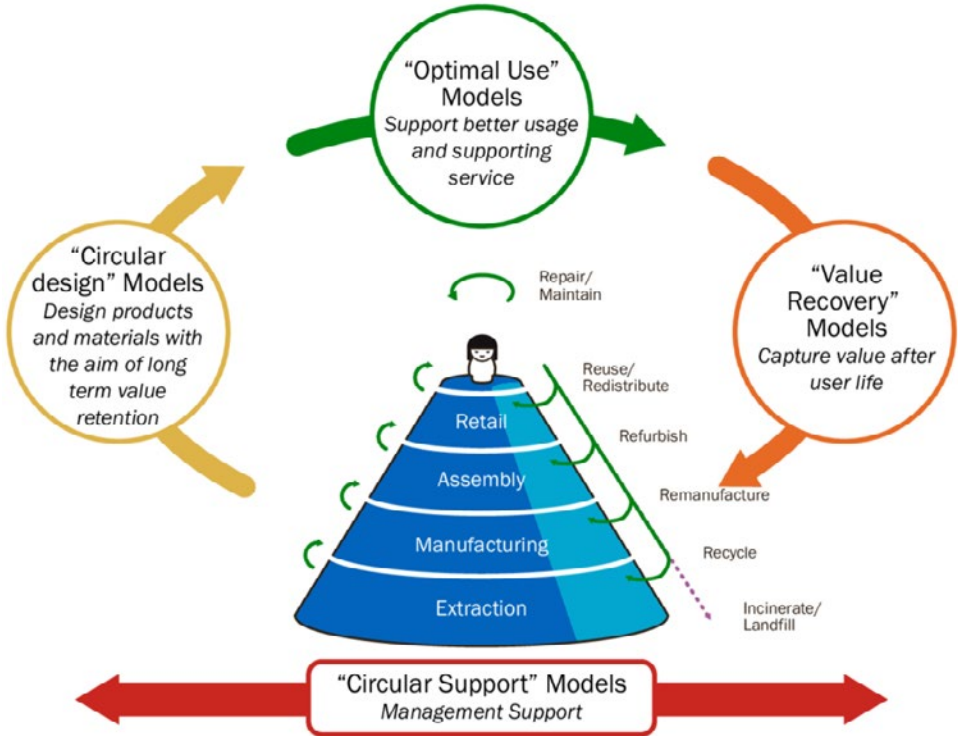 “Optimal Use”
Models
Support better usage
and supporting
service
“Circular
design” Models
Design products
and materials with
the aim of long
term value
retention
“Value
Recovery”
Models
Capture value after
user life
Repair/
Maintain
Reuse/
Redistribute
Refurbish
Remanufacture
Recycle
Incinerate/
Landfill
Retail
Assembly
Manufacturing
Extraction
“Circular Support” Models
Management Support